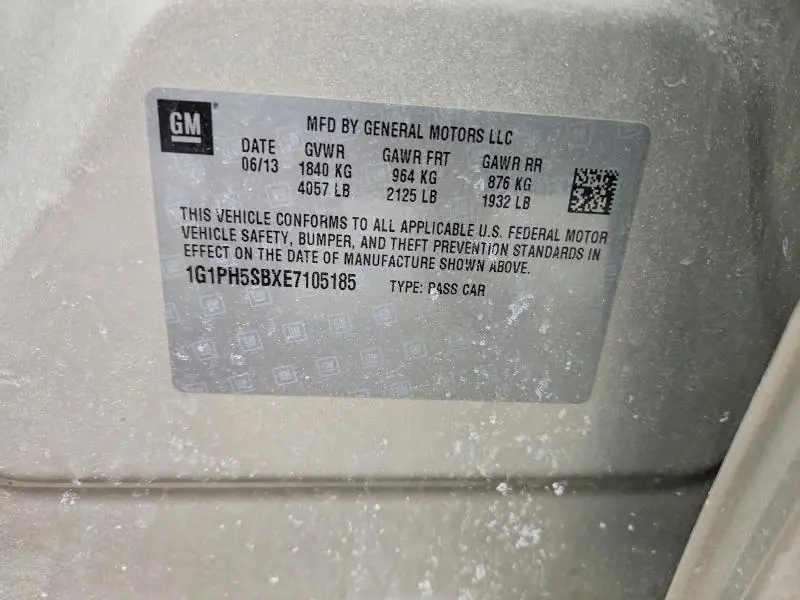 GM
MFD BY GENERAL MOTORS LLC
DATE GVWR GAWR FRT GAWR RR
06/13 1840 KG 964 KG 876 KG
4057 LB 2125 LB 1932 LB
THIS VEHICLE CONFORMS TO ALL APPLICABLE U.S. FEDERAL MOTOR
VEHICLE SAFETY, BUMPER, AND THEFT PREVENTION STANDARDS IN
EFFECT ON THE DATE OF MANUFACTURE SHOWN ABOVE.
1G1PH5SBXE7105185 TYPE: PASS CAR